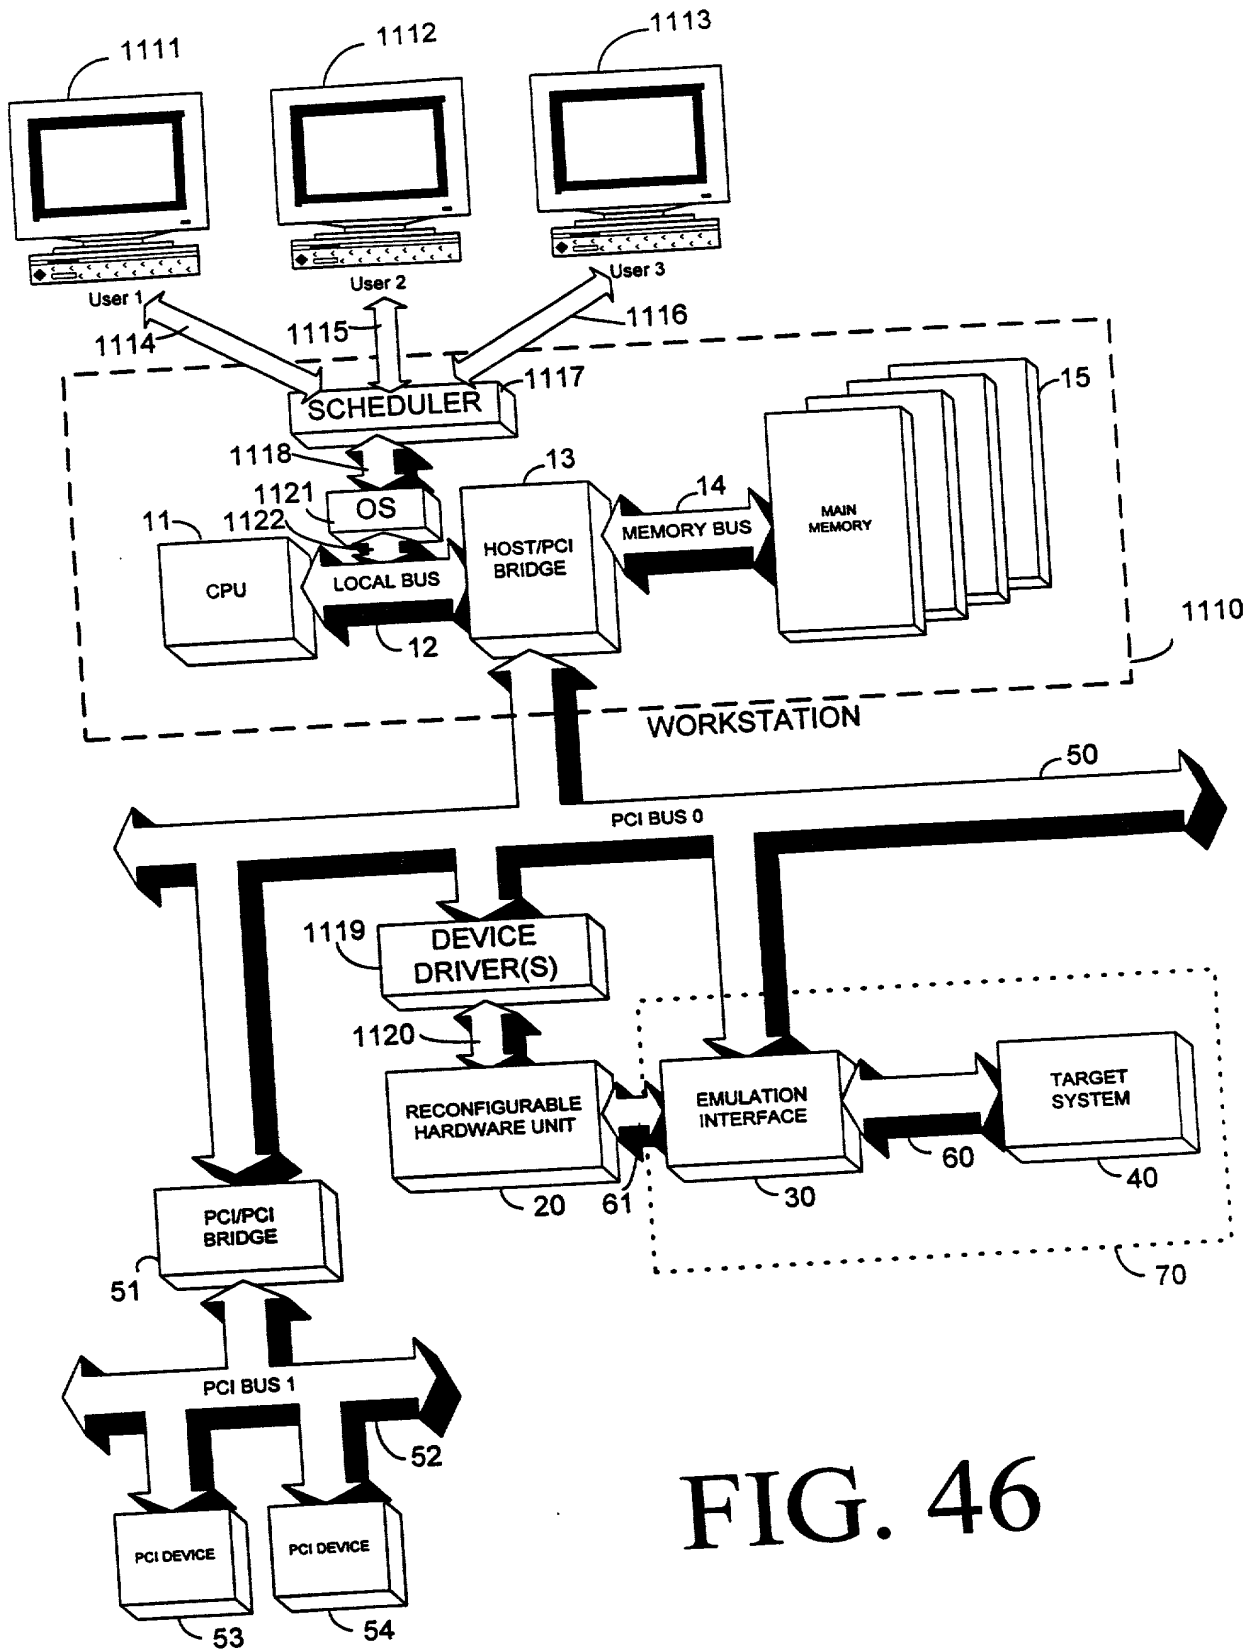 1111
1112
1113
User 1
User 2
User 3
1114
1115
1116
1117
SCHEDULER
15
1118
13
14
1121
OS
11
1122
MEMORY BUS
MAIN
MEMORY
HOST/PCI
BRIDGE
CPU
LOCAL BUS
12
1110
WORKSTATION
50
PCI BUS 0
1119
DEVICE
DRIVER(S)
1120
RECONFIGURABLE
HARDWARE UNIT
EMULATION
INTERFACE
TARGET
SYSTEM
20
61
30
60
40
PCI/PCI
BRIDGE
51
70
PCI BUS 1
52
PCI DEVICE
PCI DEVICE
53
54
FIG. 46